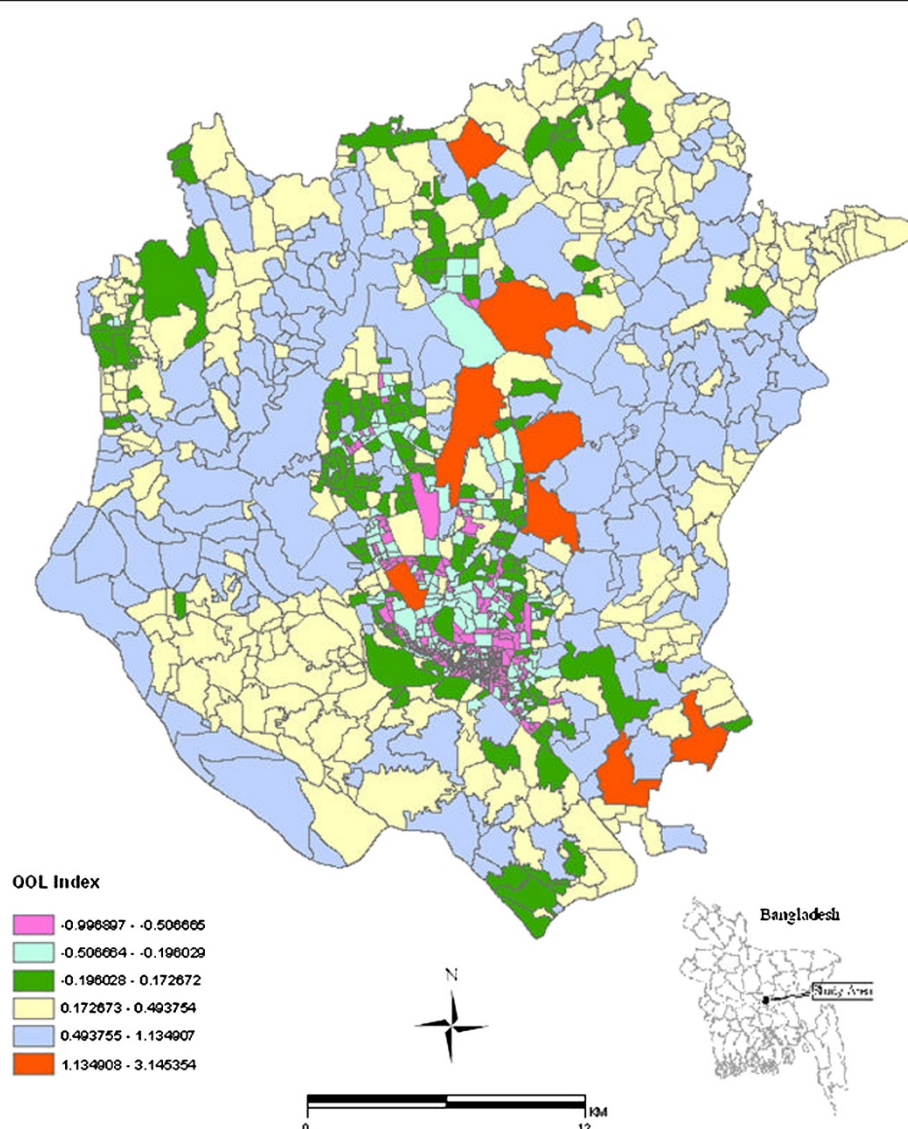 QOL Index
-0.996897 - -0.506665
-0.506664 - -0.196029
-0.196028 - 0.172672
0.172673 - 0.493754
0.493755 - 1.134907
1.134908 - 3.145354
N
Bangladesh
Study Area
KM
0
12